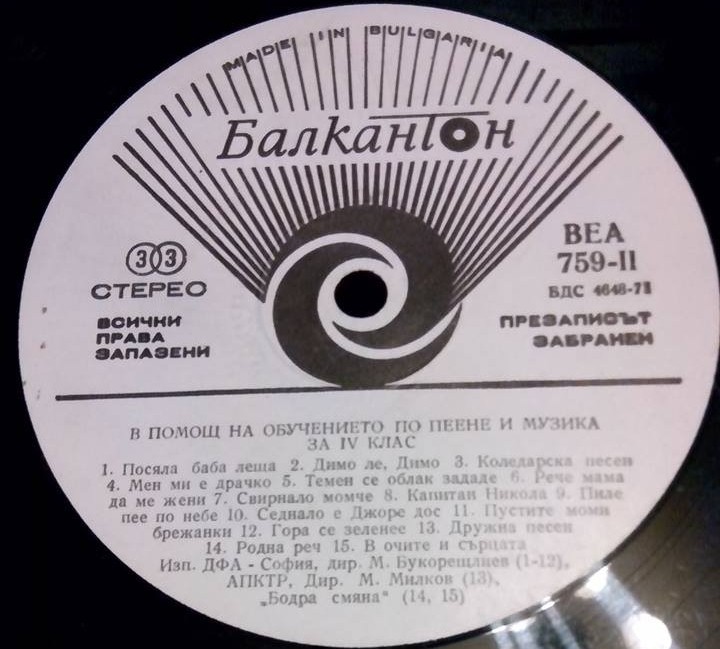 MADE IN BULGARIA
Балкантон
33
СТЕРЕО
ВСИЧКИ
ПРАВА
ЗАПАЗЕНИ
ВЕА
759-II
БДС 4646-71
ПРЕЗАПИСЪТ
ЗАБРАНЕН
В ПОМОЩ НА ОБУЧЕНИЕТО ПО ПЕЕНЕ И МУЗИКА
ЗА IV КЛАС
1. Посяла баба леща 2. Димо ле, Димо 3. Коледарска песен
4. Мен ми е драчко 5. Темен се облак зададе 6. Рече мама
да ме жени 7. Свирнало момче 8. Капитан Никола 9. Пиле
пее по небе 10. Седнало е Джоре дос 11. Пустите моми
брежанки 12. Гора се зеленее 13. Дружна песен
14. Родна реч 15. В очите и сърцата
Изп. ДФА - София, дир. М. Букорещлиев (1-12),
АПКТР, Дир. М. Милков (13),
„Бодра смяна" (14, 15)